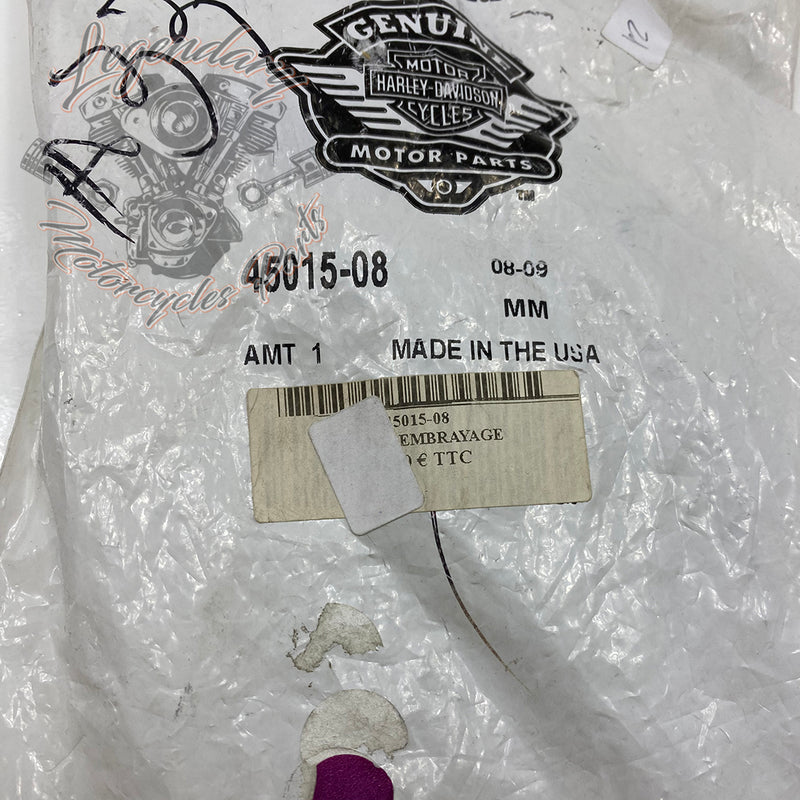 GENUINE
MOTOR
HARLEY-DAVIDSON
CYCLES
MOTOR PARTS
TM
Legendary
Motorcycles Parts
45015-08
08-09
MM
AMT 1 MADE IN THE USA
5015-08
EMBRAYAGE
€ TTC